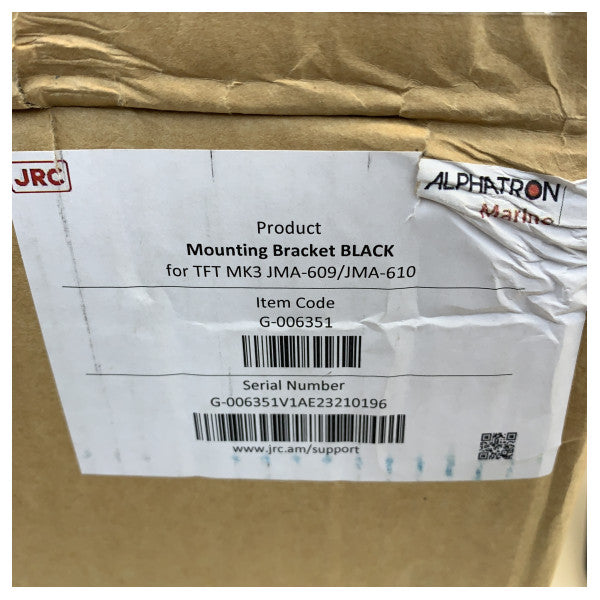 JRC
ALPHATRON
Marine
Product
Mounting Bracket BLACK
for TFT MK3 JMA-609/JMA-610
Item Code
G-006351
Serial Number
G-006351V1AE23210196
www.jrc.am/support